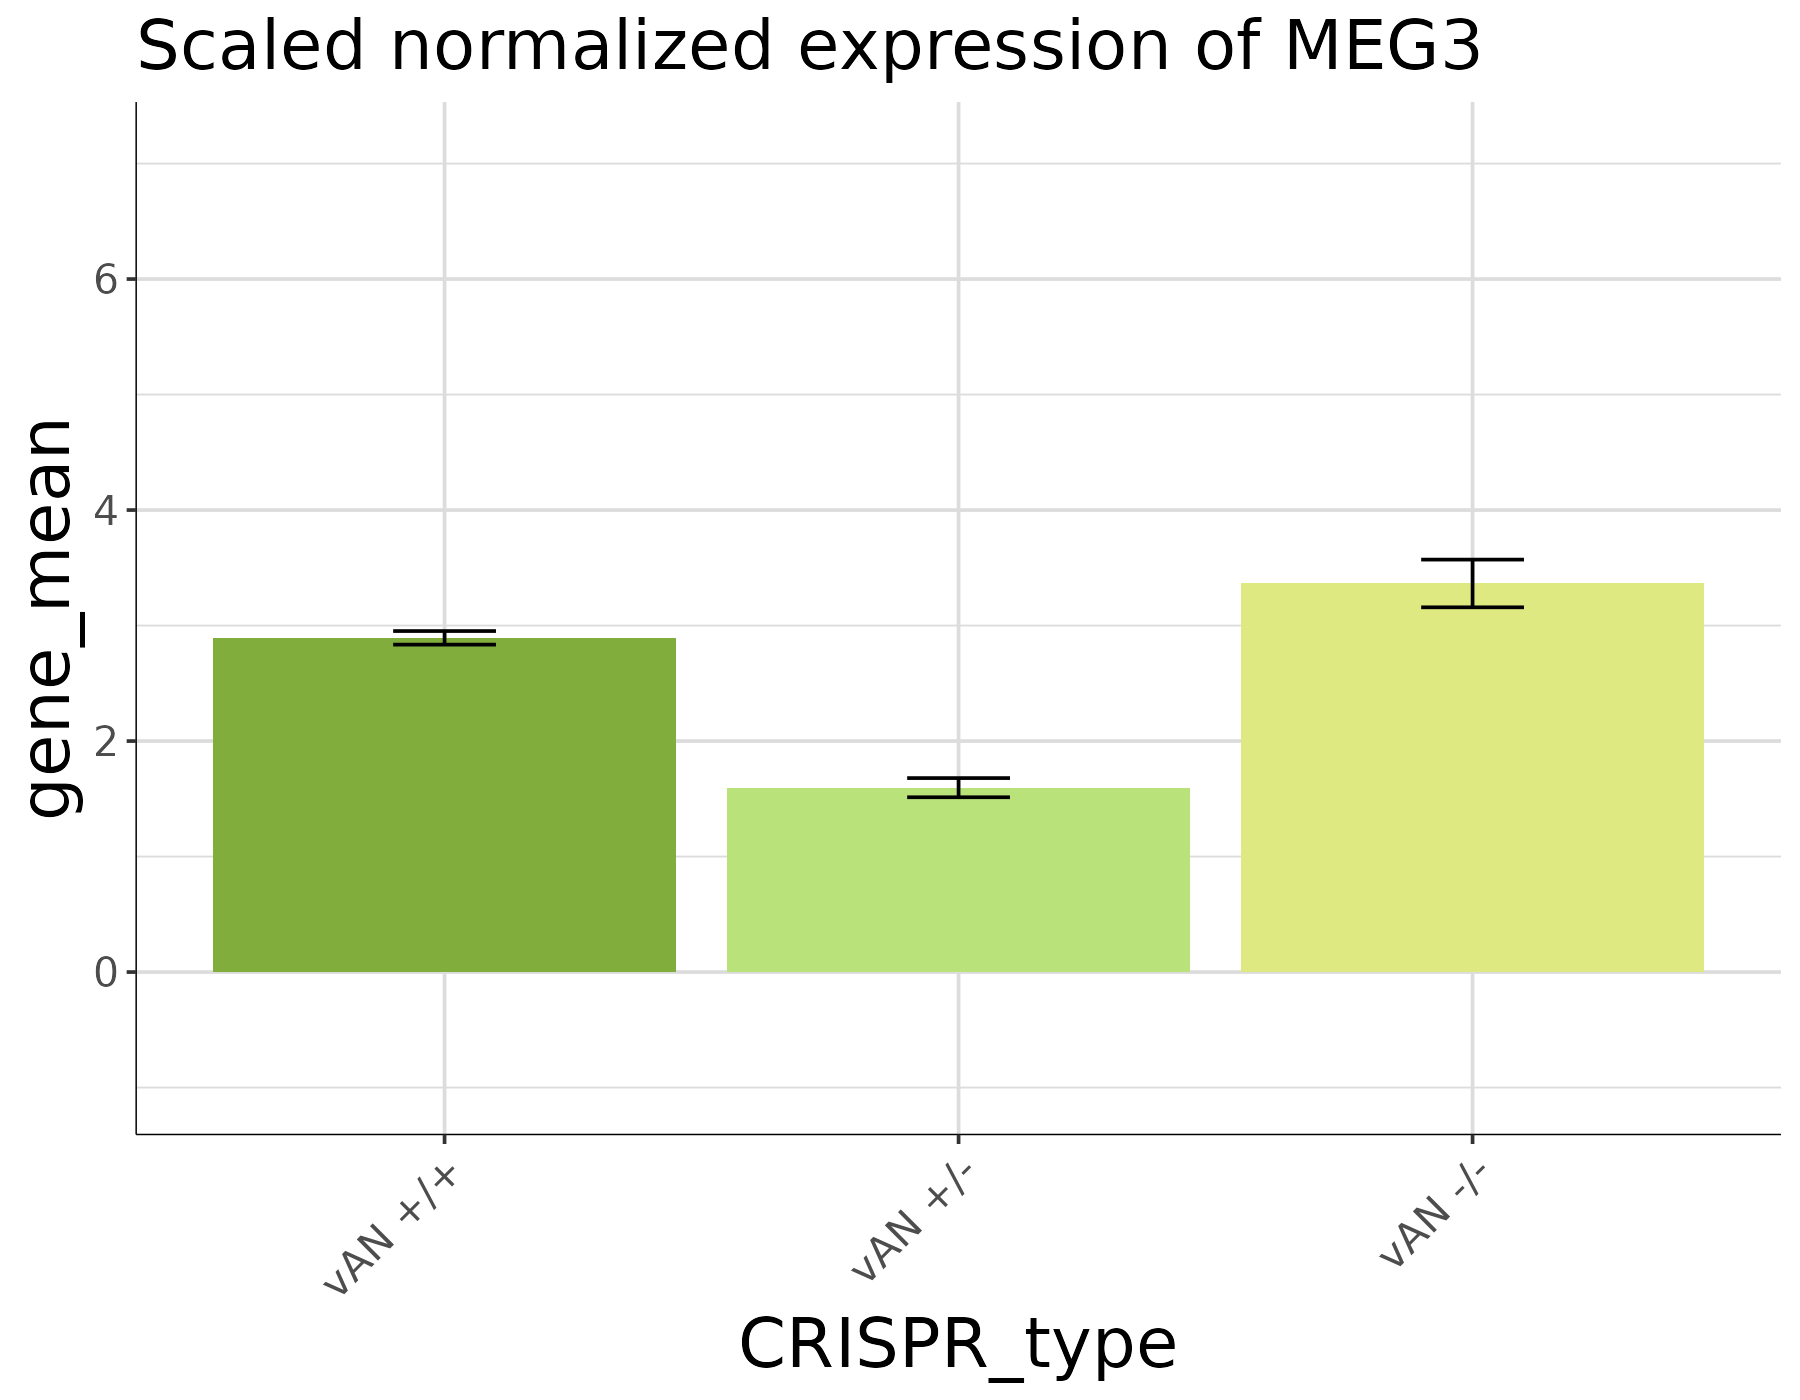 Scaled normalized expression of MEG3
gene_mean
6
4
2
0
vAN +/+
vAN +/-
vAN -/-
CRISPR_type